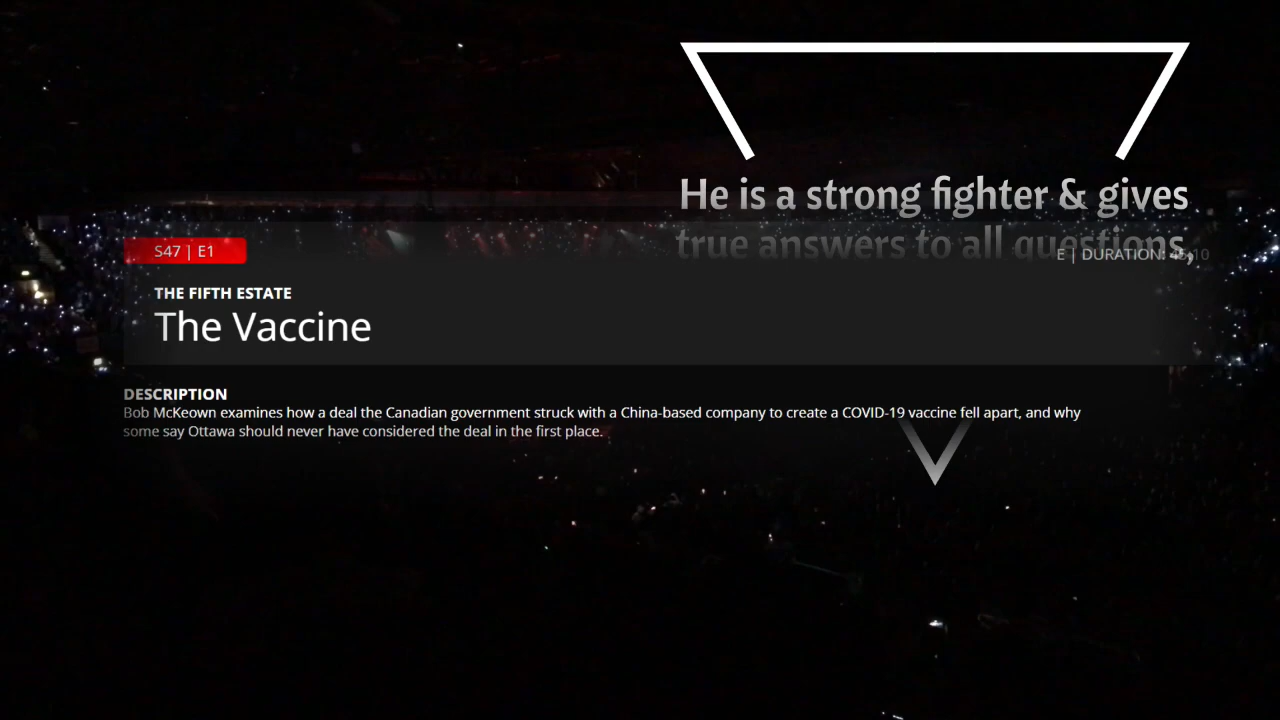 He is a strong fighter & gives
true answers to all questions,
S47 | E1
E | DURATION:
THE FIFTH ESTATE
The Vaccine
DESCRIPTION
Bob McKeown examines how a deal the Canadian government struck with a China-based company to create a COVID-19 vaccine fell apart, and why
some say Ottawa should never have considered the deal in the first place.